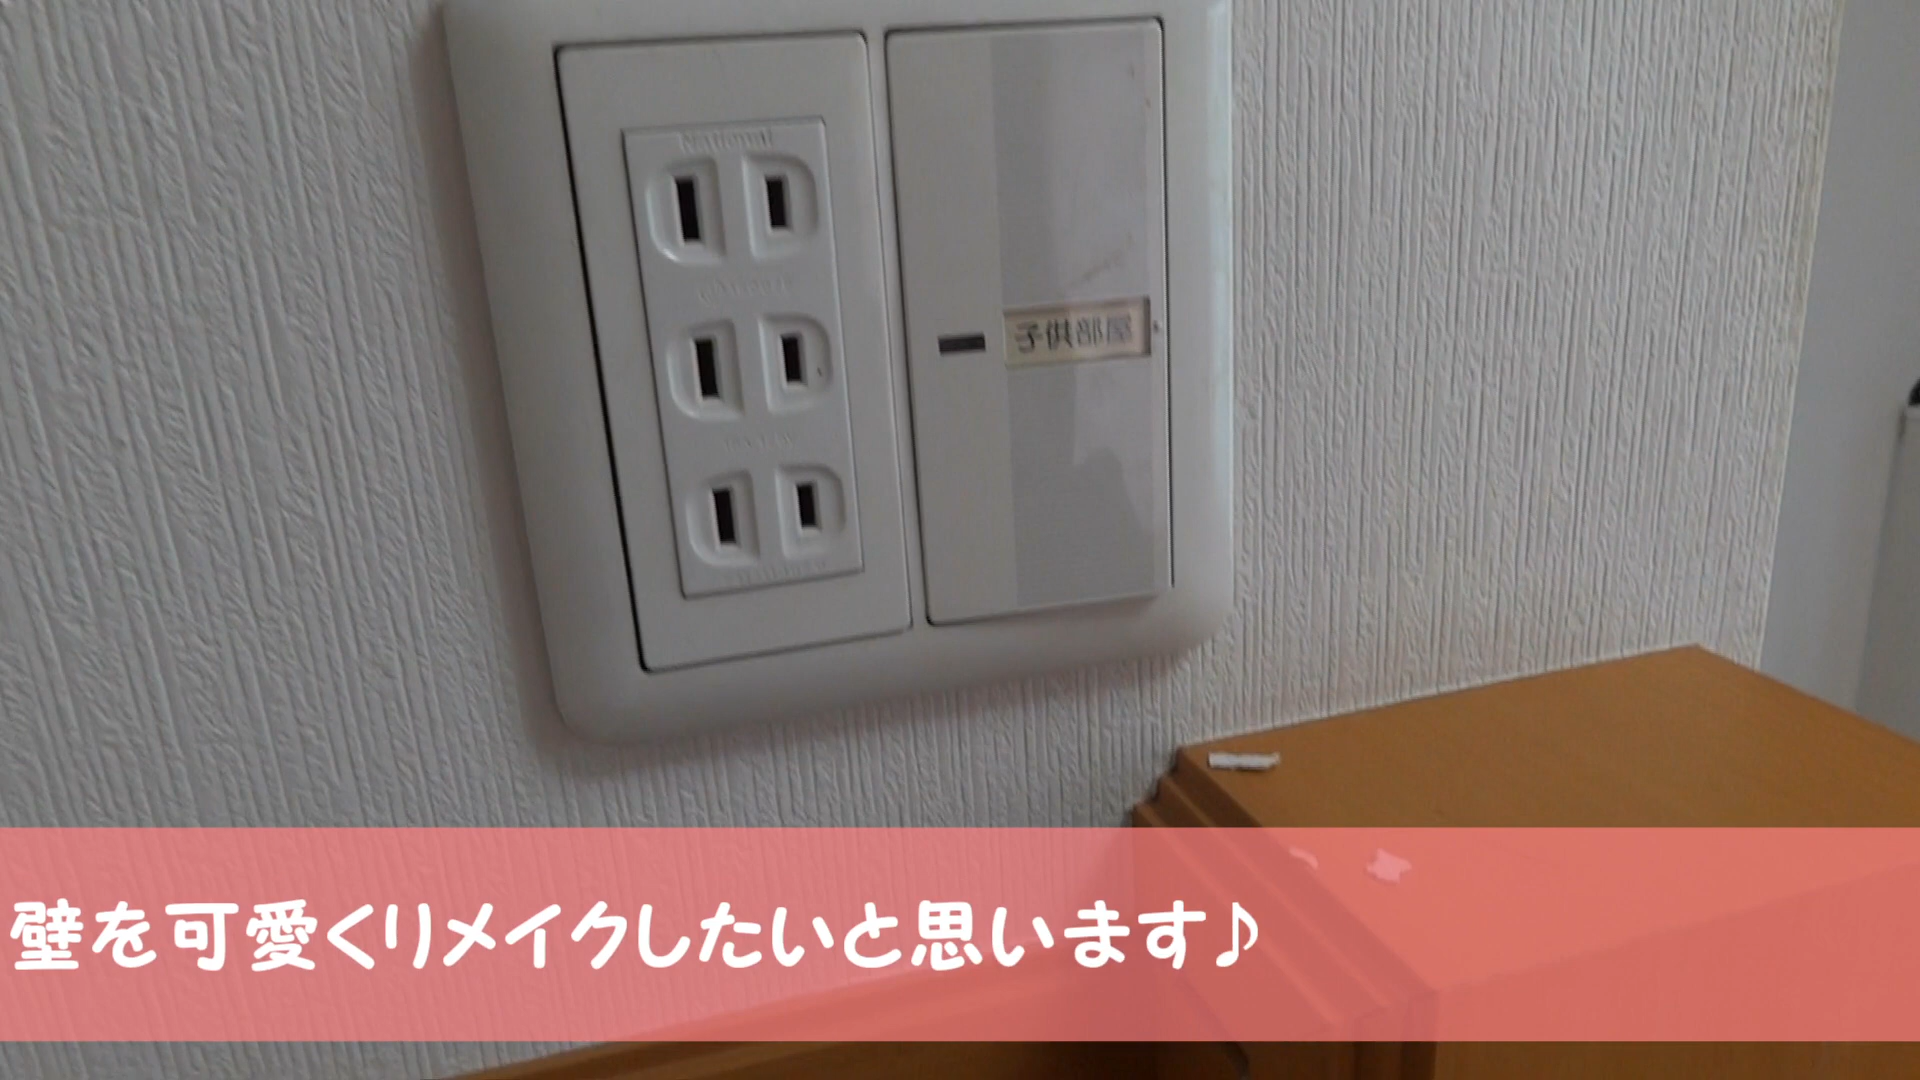 National
子供部屋
壁を可愛くリメイクしたいと思います♪